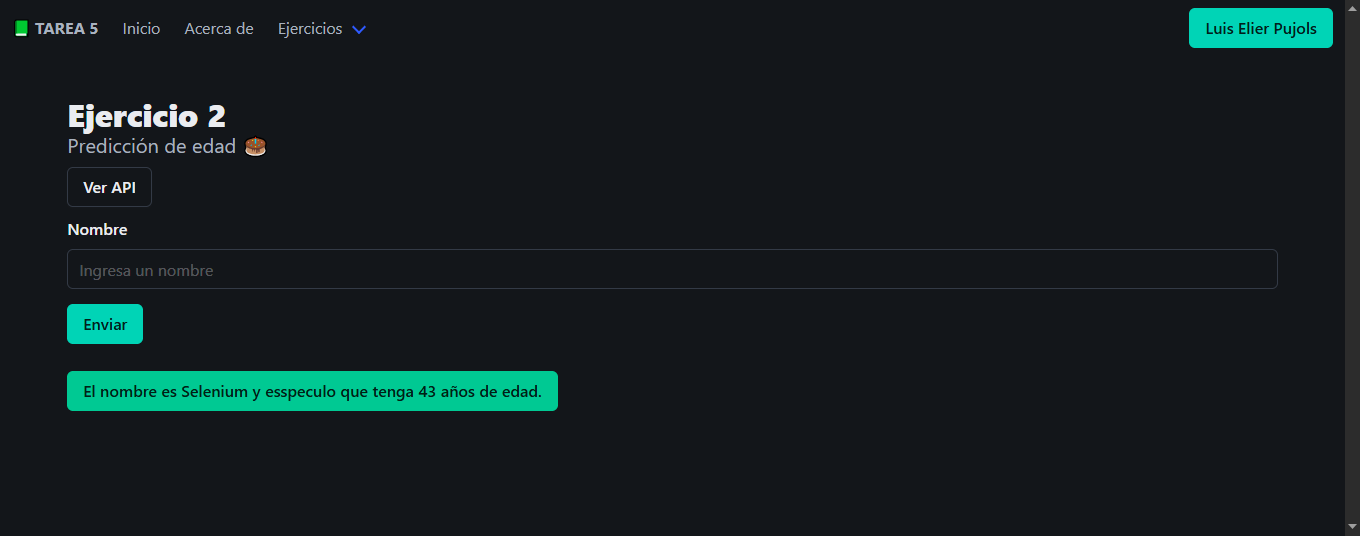 TAREA 5 Inicio Acerca de Ejercicios Luis Elier Pujols
Ejercicio 2
Predicción de edad
Ver API
Nombre
Ingresa un nombre
Enviar
El nombre es Selenium y esspeculo que tenga 43 años de edad.